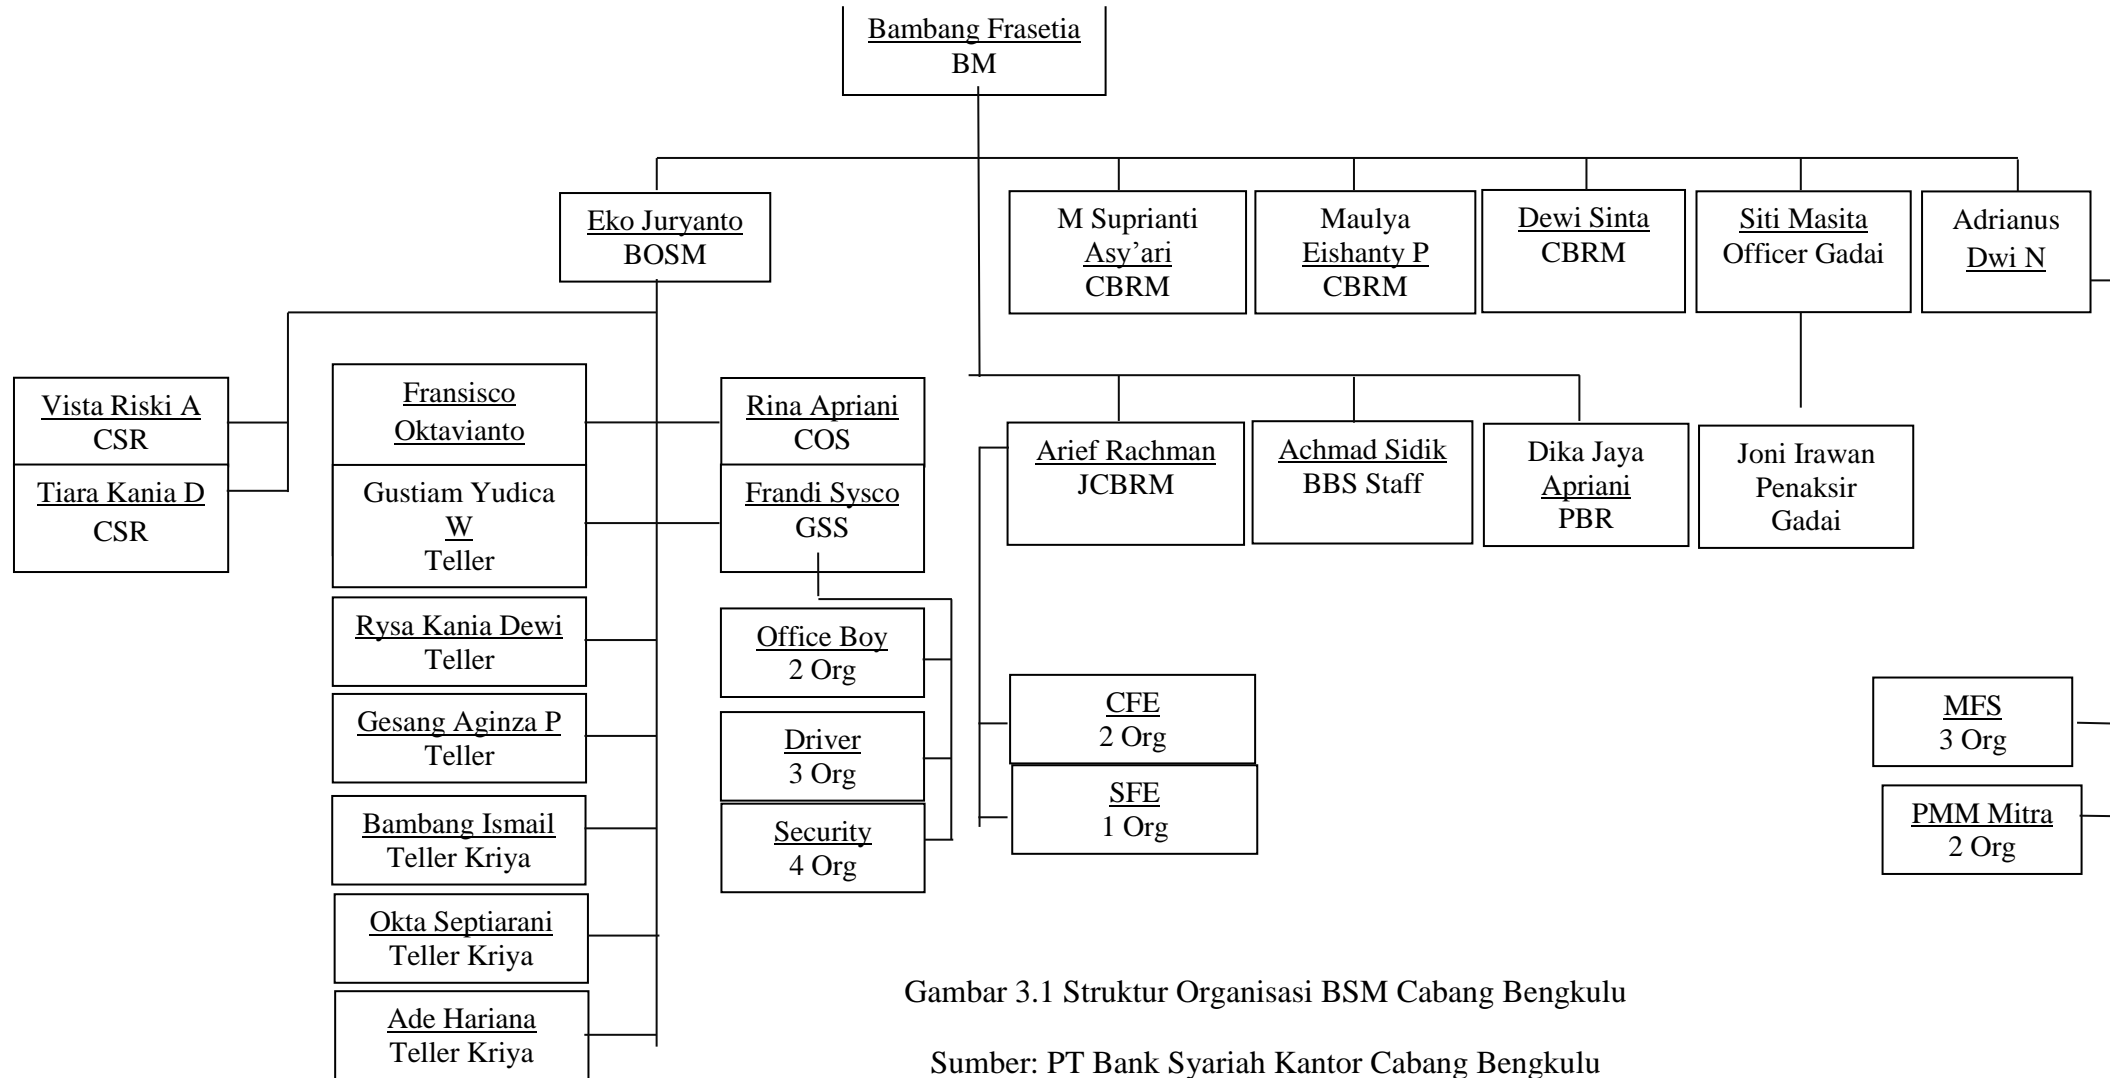 Bambang Frasetia
BM
Eko Juryanto
BOSM
M Suprianti
Asy’ari
CBRM
Maulya
Eishanty P
CBRM
Dewi Sinta
CBRM
Siti Masita
Officer Gadai
Adrianus
Dwi N
Vista Riski A
CSR
Tiara Kania D
CSR
Fransisco
Oktavianto
Gustiam Yudica
W
Teller
Rysa Kania Dewi
Teller
Gesang Aginza P
Teller
Bambang Ismail
Teller Kriya
Okta Septiarani
Teller Kriya
Ade Hariana
Teller Kriya
Rina Apriani
COS
Frandi Sysco
GSS
Office Boy
2 Org
Driver
3 Org
Security
4 Org
Arief Rachman
JCBRM
Achmad Sidik
BBS Staff
Dika Jaya
Apriani
PBR
Joni Irawan
Penaksir
Gadai
CFE
2 Org
SFE
1 Org
MFS
3 Org
PMM Mitra
2 Org
Gambar 3.1 Struktur Organisasi BSM Cabang Bengkulu
Sumber: PT Bank Syariah Kantor Cabang Bengkulu